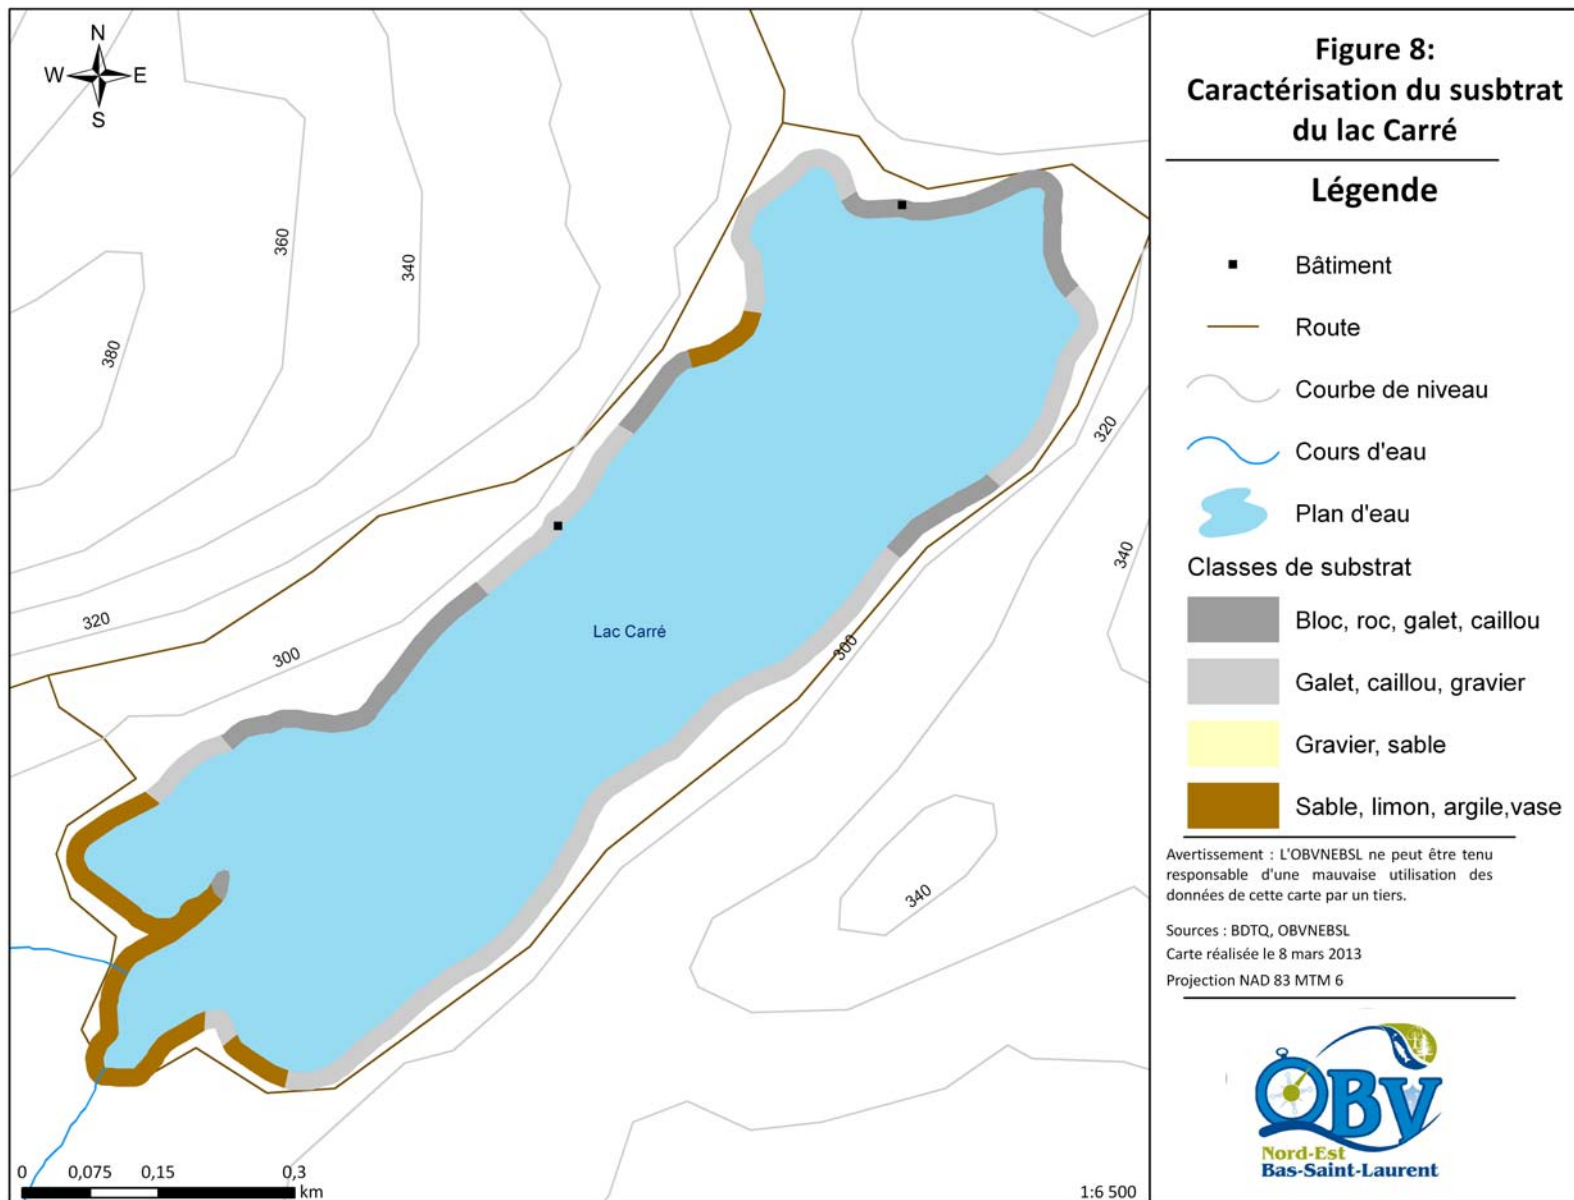 N
W E
S
360
340
380
320
300
Lac Carré
320
340
300
340
0 0,075 0,15 0,3
km
1:6 500
Figure 8:
Caractérisation du susbtrat
du lac Carré
Légende
Bâtiment
Route
Courbe de niveau
Cours d'eau
Plan d'eau
Classes de substrat
Bloc, roc, galet, caillou
Galet, caillou, gravier
Gravier, sable
Sable, limon, argile,vase
Avertissement : L'OBVNEBSL ne peut être tenu
responsable d'une mauvaise utilisation des
données de cette carte par un tiers.
Sources : BDTQ, OBVNEBSL
Carte réalisée le 8 mars 2013
Projection NAD 83 MTM 6
OBV
Nord-Est
Bas-Saint-Laurent